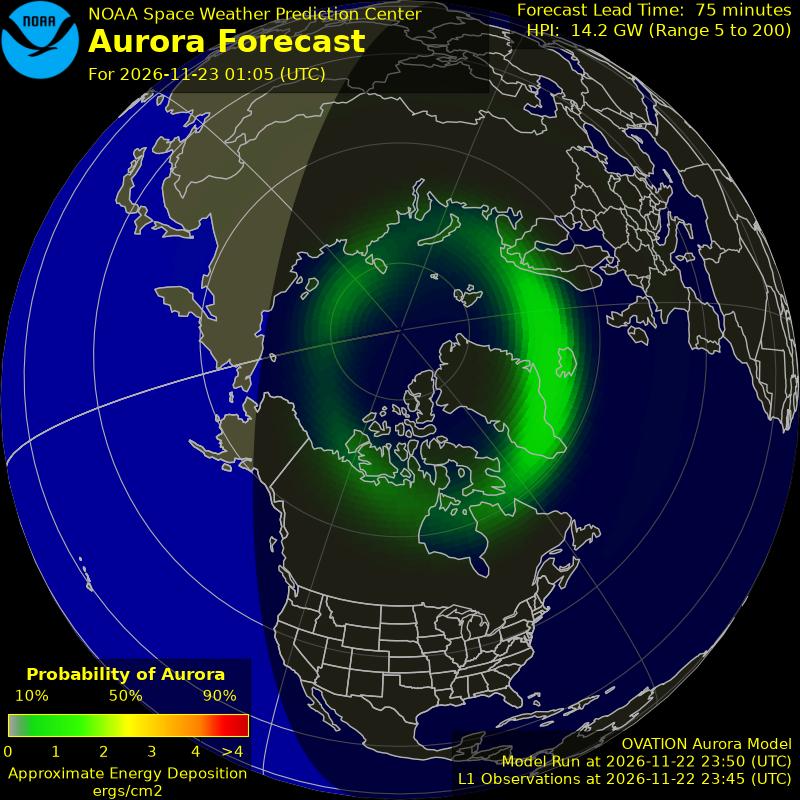 NOAA
NOAA Space Weather Prediction Center
Aurora Forecast
For 2026-11-23 01:05 (UTC)
Forecast Lead Time: 75 minutes
HPI: 14.2 GW (Range 5 to 200)
Probability of Aurora
10% 50% 90%
0 1 2 3 4 >4
Approximate Energy Deposition
ergs/cm2
OVATION Aurora Model
Model Run at 2026-11-22 23:50 (UTC)
L1 Observations at 2026-11-22 23:45 (UTC)